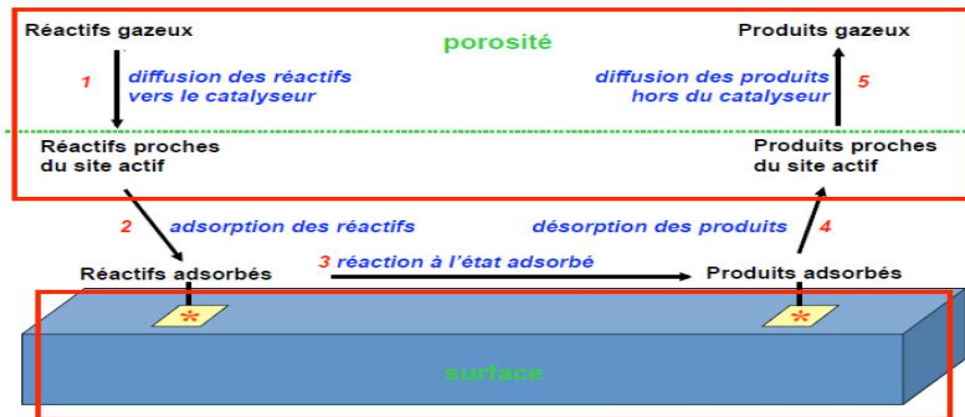 Réactifs gazeux
porosité
Produits gazeux
1
diffusion des réactifs
vers le catalyseur
diffusion des produits
hors du catalyseur
5
Réactifs proches
du site actif
Produits proches
du site actif
2
adsorption des réactifs
désorption des produits
4
3 réaction à l'état adsorbé
Réactifs adsorbés
Produits adsorbés
*
*
surface